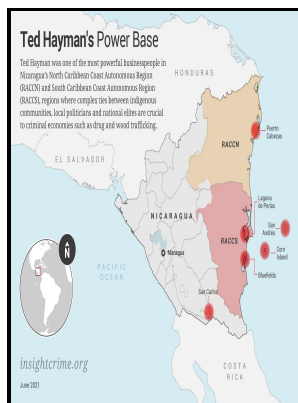 Ted Hayman's Power Base
Ted Hayman was one of the most powerful businesspeople in
Nicaragua's North Caribbean Coast Autonomous Region
(RACCN) and South Caribbean Coast Autonomous Region
(RACCS), regions where complex ties between indigenous
communities, local politicians and national elites are crucial
to criminal economies such as drug and wood trafficking.
HONDURAS
RACCN
Puerto
Cabezas
EL SALVADOR
Laguna
de Perlas
NICARAGUA
San
Andres
RACCS
Corn
Island
Managua
N
PACIFIC
OCEAN
Bluefields
San Carlos
COSTA
RICA
insightcrime.org
June 2021